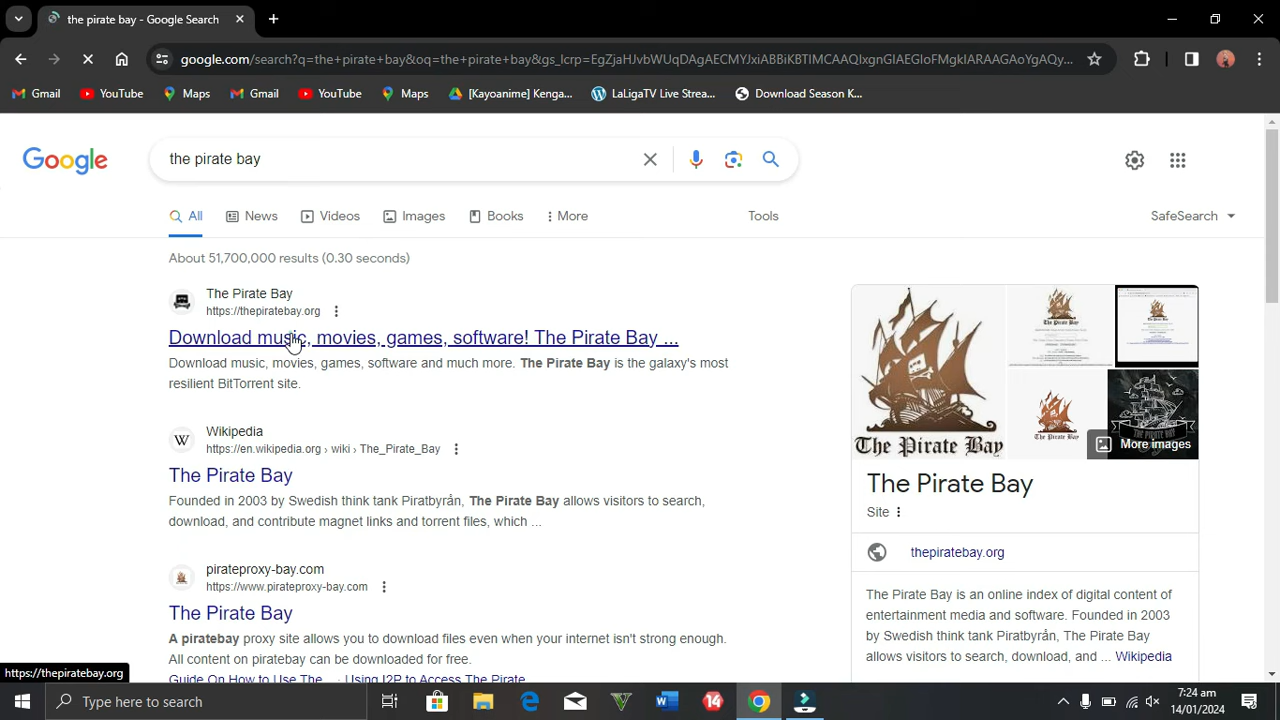 the pirate bay - Google Search
google.com/search?q=the+pirate+bay&oq=the+pirate+bay&gs_lcrp=EgZjaHJvbWUqDAgAECMYJxiABBiKBTIMCAAQIxgnGIAEGIoFMgkIARAAGAoYgAQy...
Gmail
YouTube
Maps
Gmail
YouTube
Maps
[Kayoanime] Kenga...
LaLigaTV Live Strea...
Download Season K...
Google
the pirate bay
All
News
Videos
Images
Books
More
Tools
SafeSearch
About 51,700,000 results (0.30 seconds)
The Pirate Bay
https://thepiratebay.org
Download music, movies, games, software! The Pirate Bay ...
Download music, movies, games, software and much more. The Pirate Bay is the galaxy's most
resilient BitTorrent site.
Wikipedia
https://en.wikipedia.org › wiki › The_Pirate_Bay
The Pirate Bay
Founded in 2003 by Swedish think tank Piratbyrån, The Pirate Bay allows visitors to search,
download, and contribute magnet links and torrent files, which ...
pirateproxy-bay.com
https://www.pirateproxy-bay.com
The Pirate Bay
A piratebay proxy site allows you to download files even when your internet isn't strong enough.
All content on piratebay can be downloaded for free.
Guide On How to Use The... · Using I2P to Access The Pirate
The Pirate Bay
More images
The Pirate Bay
Site
thepiratebay.org
The Pirate Bay is an online index of digital content of
entertainment media and software. Founded in 2003
by Swedish think tank Piratbyrån, The Pirate Bay
allows visitors to search, download, and ... Wikipedia
https://thepiratebay.org
Type here to search
14
7:24 am
14/01/2024